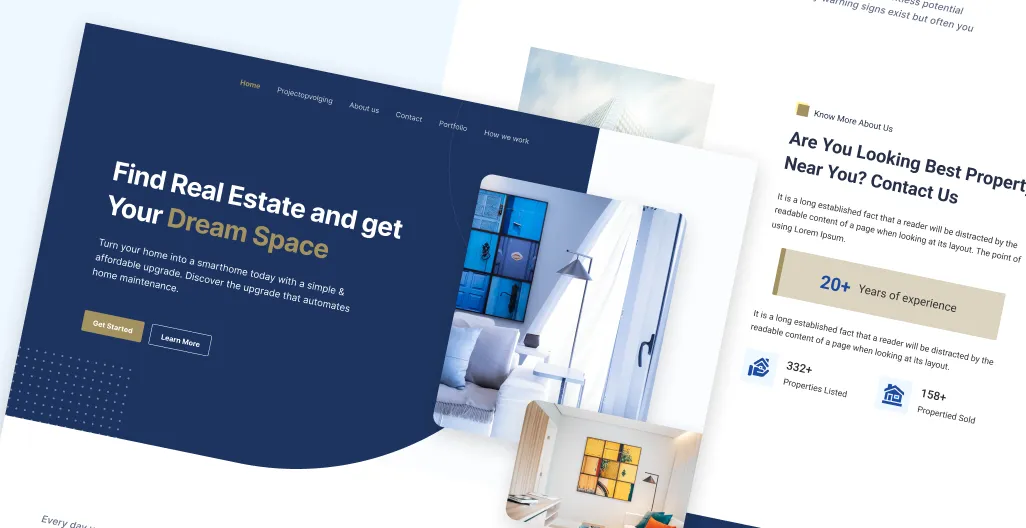 potential
warning signs exist but often you
Home
Projectopvolging
About us
Contact
Portfolio
How we work
Find Real Estate and get
Your Dream Space
Turn your home into a smarthome today with a simple &
affordable upgrade. Discover the upgrade that automates
home maintenance.
Get Started
Learn More
Know More About Us
Are You Looking Best Property
Near You? Contact Us
It is a long established fact that a reader will be distracted by the
readable content of a page when looking at its layout. The point of
using Lorem Ipsum.
20+ Years of experience
It is a long established fact that a reader will be distracted by the
readable content of a page when looking at its layout.
332+
Properties Listed
158+
Propertied Sold
Every day